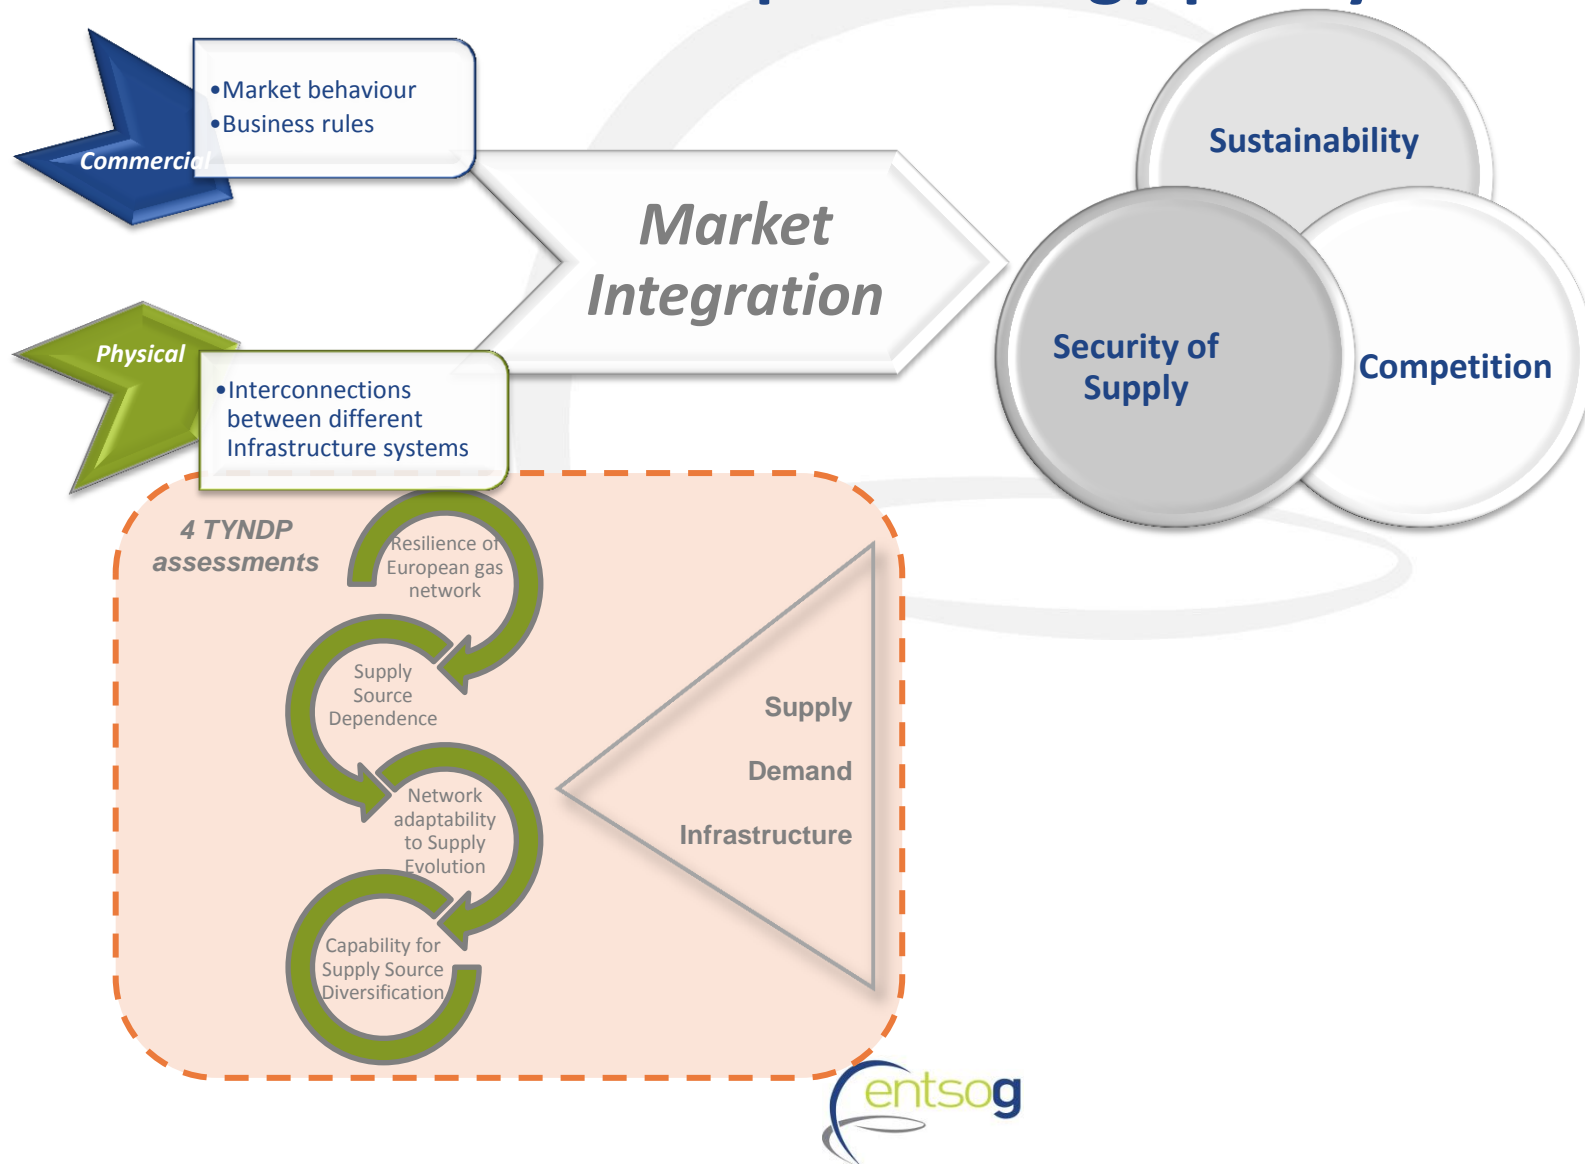 •Market behaviour
•Business rules
Commercial
Market
Integration
Sustainability
Security of
Supply
Competition
Physical
•Interconnections
between different
Infrastructure systems
4 TYNDP
assessments
Resilience of
European gas
network
Supply
Source
Dependence
Network
adaptability
to Supply
Evolution
Capability for
Supply Source
Diversification
Supply
Demand
Infrastructure
entsog